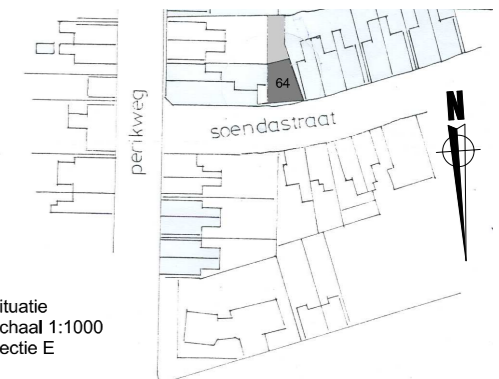 64
N
perikweg
soendastraat
ituatie
chaal 1:1000
ectie E